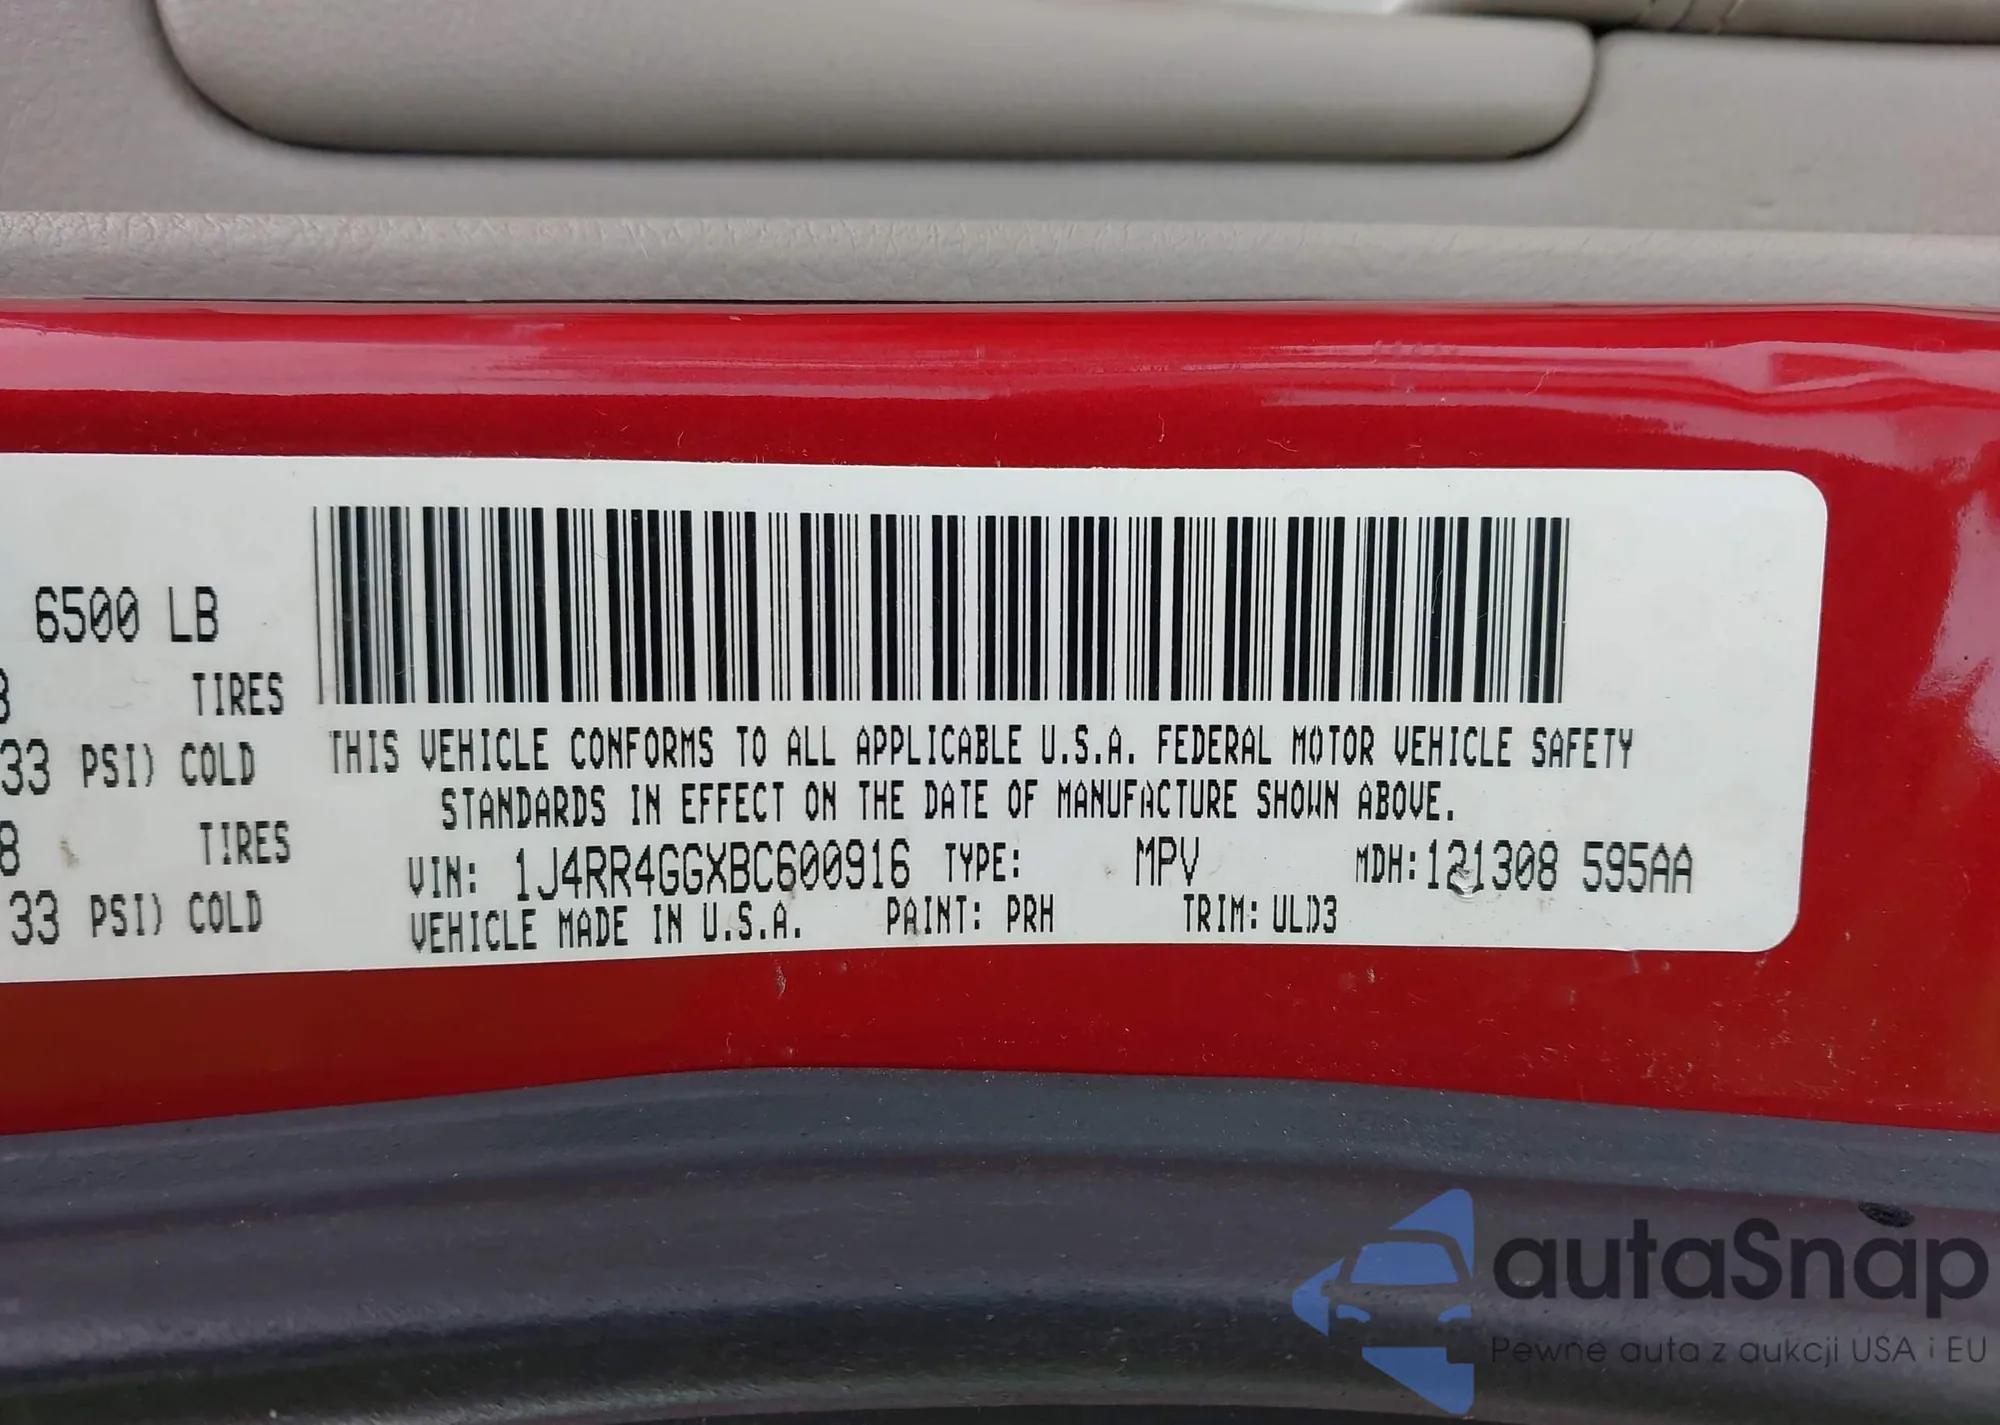 6500 LB
8 TIRES
33 PSI) COLD
8 TIRES
33 PSI) COLD
THIS VEHICLE CONFORMS TO ALL APPLICABLE U.S.A. FEDERAL MOTOR VEHICLE SAFETY
STANDARDS IN EFFECT ON THE DATE OF MANUFACTURE SHOWN ABOVE.
VIN: 1J4RR4GGXBC600916 TYPE: MPV MDH: 121308 595AA
VEHICLE MADE IN U.S.A. PAINT: PRH TRIM: ULD3
autaSnap
Pewne auta z aukcji USA i EU